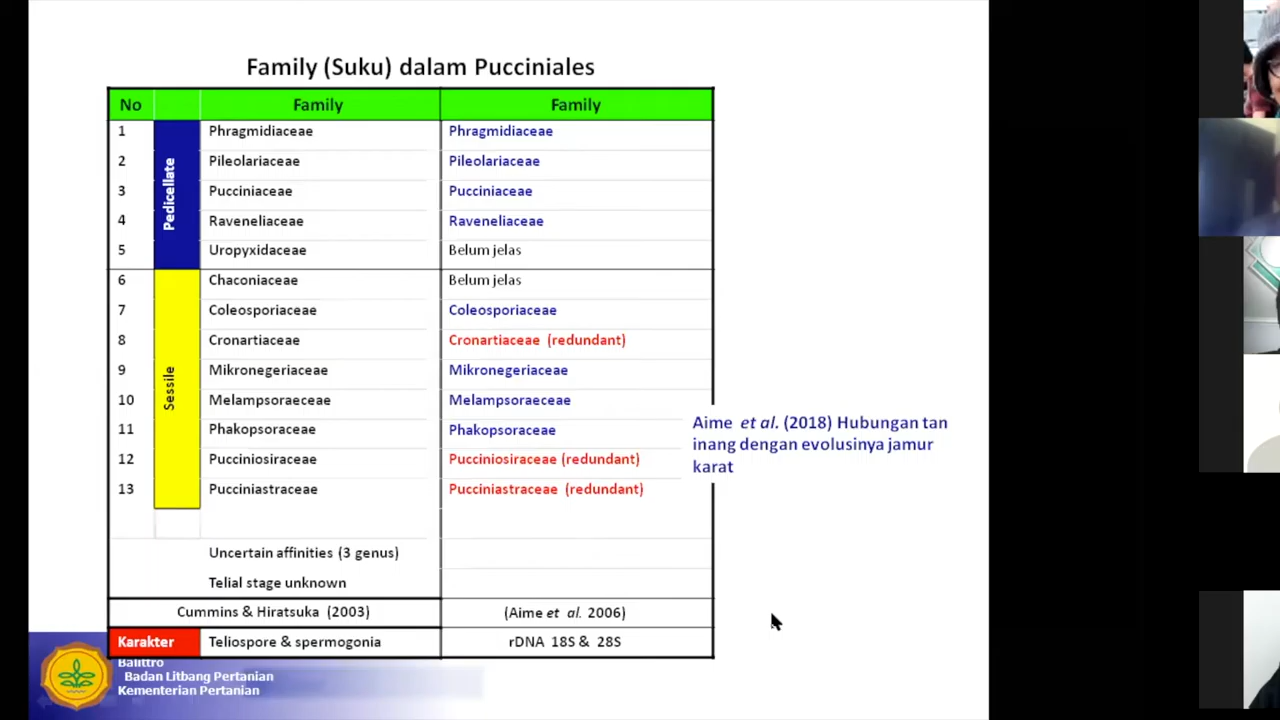 Family (Suku) dalam Pucciniales
No Family Family
1 Phragmidiaceae Phragmidiaceae
2 Pileolariaceae Pileolariaceae
3 Pucciniaceae Pucciniaceae
4 Raveneliaceae Raveneliaceae
5 Uropyxidaceae Belum jelas
Pedicellate
6 Chaconiaceae Belum jelas
7 Coleosporiaceae Coleosporiaceae
8 Cronartiaceae Cronartiaceae (redundant)
9 Mikronegeriaceae Mikronegeriaceae
10 Melampsoraeceae Melampsoraeceae
11 Phakopsoraceae Phakopsoraceae
12 Pucciniosiraceae Pucciniosiraceae (redundant)
13 Pucciniastraceae Pucciniastraceae (redundant)
Sessile
Aime et al. (2018) Hubungan tan
inang dengan evolusinya jamur
karat
Uncertain affinities (3 genus)
Telial stage unknown
Cummins & Hiratsuka (2003) (Aime et al. 2006)
Karakter Teliospore & spermogonia rDNA 18S & 28S
Balittro
Badan Litbang Pertanian
Kementerian Pertanian